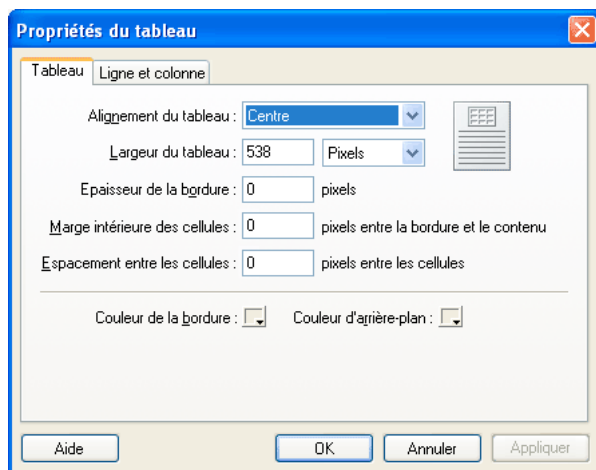 Propriétés du tableau
Tableau Ligne et colonne
Alignement du tableau : Centre
Largeur du tableau : 538 Pixels
Epaisseur de la bordure : 0 pixels
Marge intérieure des cellules : 0 pixels entre la bordure et le contenu
Espacement entre les cellules : 0 pixels entre les cellules
Couleur de la bordure : Couleur d'arrière-plan :
Aide OK Annuler Appliquer